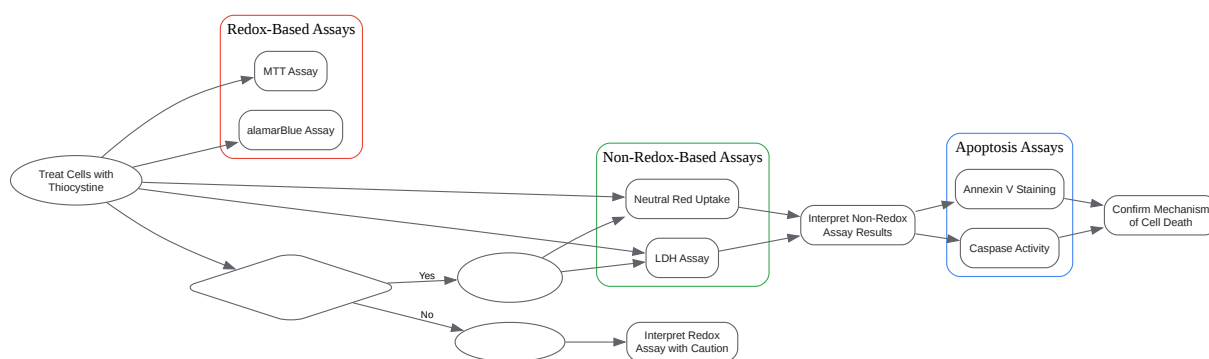 Redox-Based Assays
MTT Assay
alamarBlue Assay
Treat Cells with
Thiocystine
Non-Redox-Based Assays
Neutral Red Uptake
LDH Assay
Yes
No
Interpret Redox
Assay with Caution
Interpret Non-Redox
Assay Results
Apoptosis Assays
Annexin V Staining
Caspase Activity
Confirm Mechanism
of Cell Death